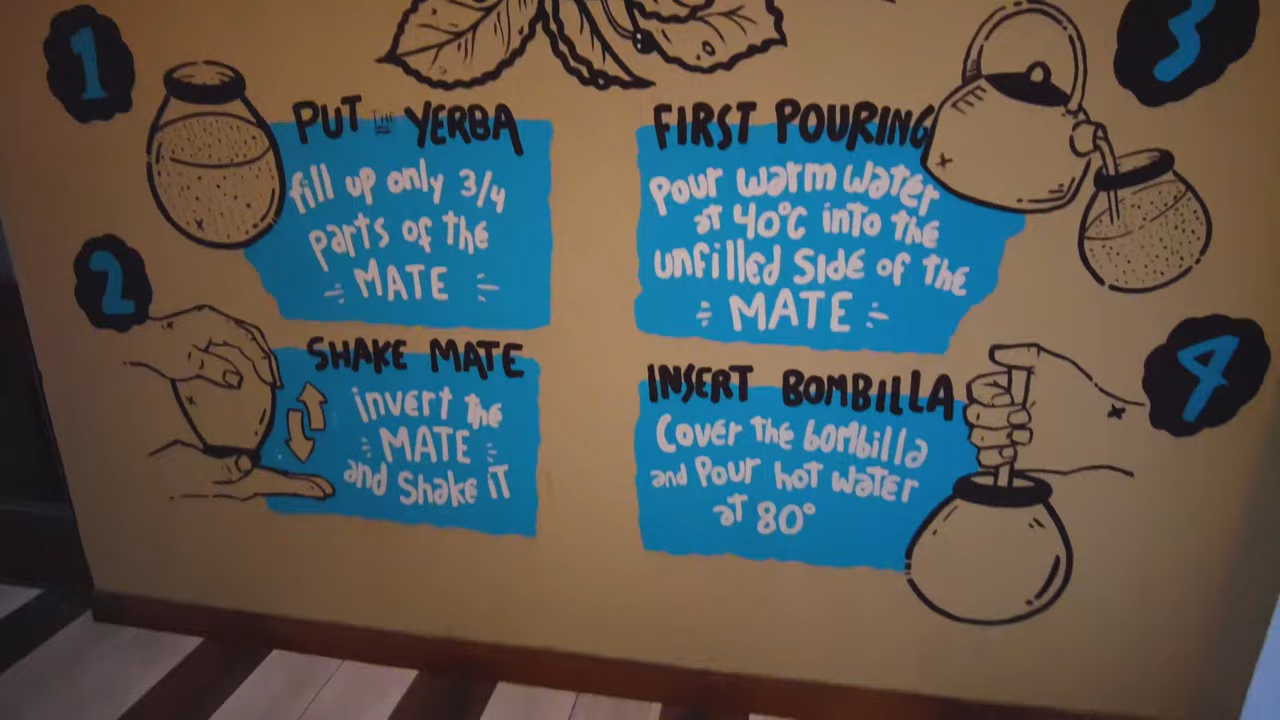 1
PUT THE YERBA
fill up only 3/4
parts of the
MATE
2
SHAKE MATE
invert the
MATE
and shake iT
3
FIRST POURING
Pour warm water
at 40°C into the
unfilled side of the
MATE
4
INSERT BOMBILLA
Cover the bombilla
and Pour hot water
at 80°